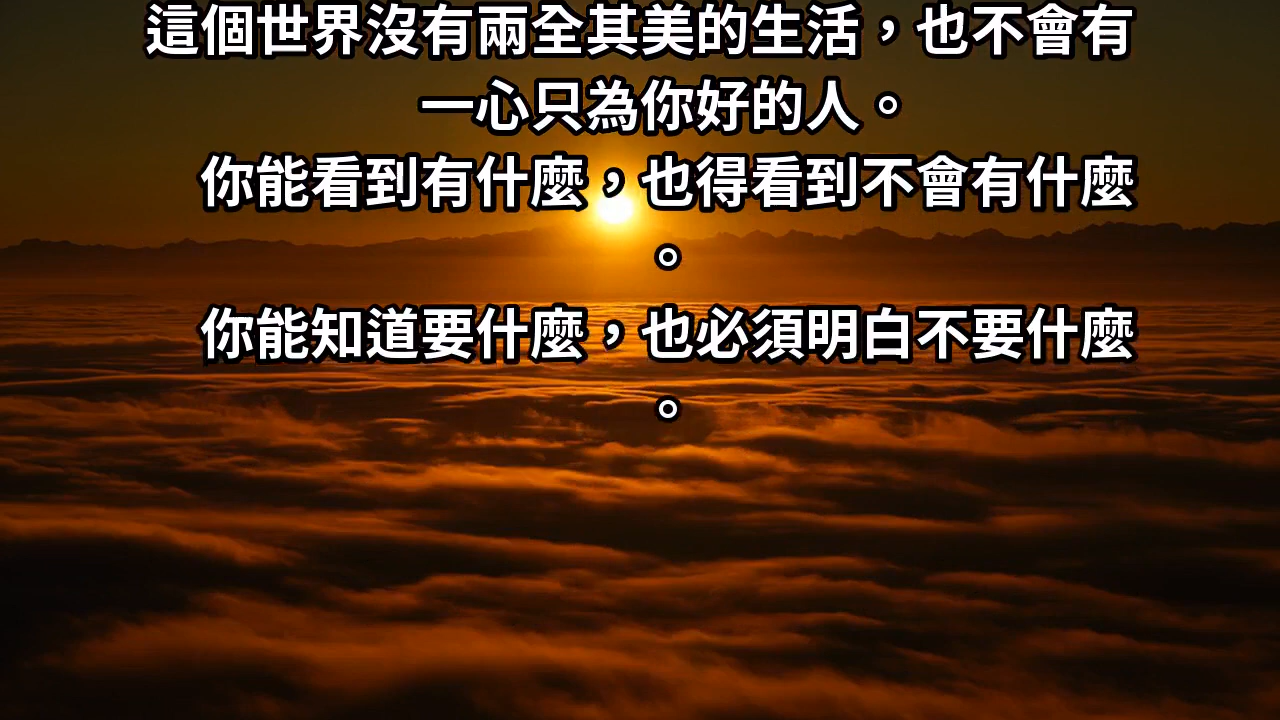 這個世界沒有兩全其美的生活，也不會有
一心只為你好的人。
你能看到有什麼，也得看到不會有什麼
。
你能知道要什麼，也必須明白不要什麼
。